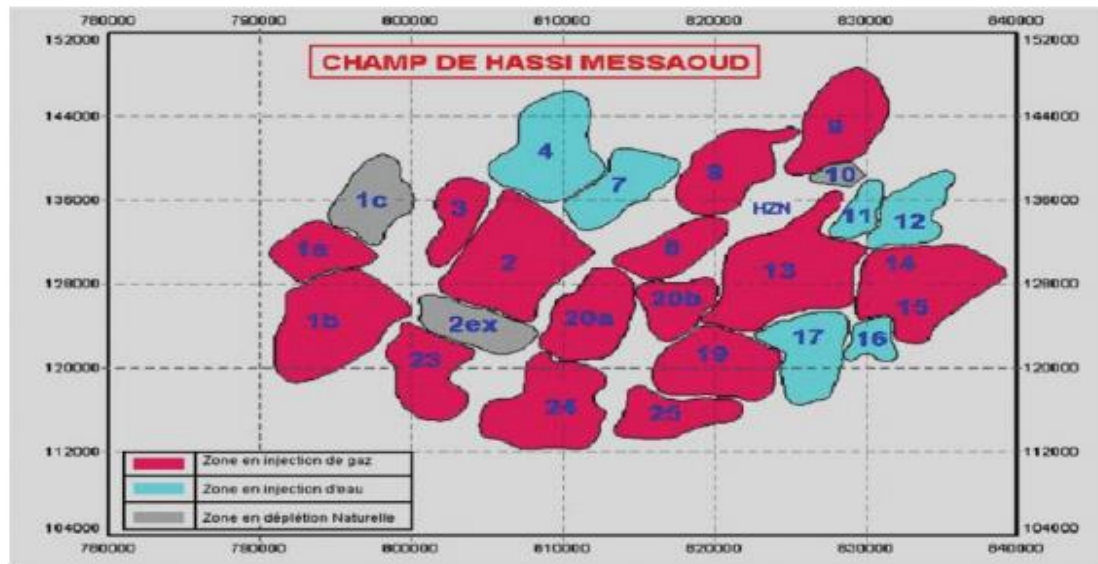 780000 790000 800000 810000 820000 830000 840000
152000 152000
CHAMP DE HASSI MESSAOUD
144000 144000
9
4
8
7
10
1c
3
136000 136000
HZN
11
12
1a
2
6
13
14
128000 128000
20b
15
1b
2ex
20a
17
16
23
19
120000 120000
24
25
112000 112000
Zone en injection de gaz
Zone en injection d'eau
Zone en déplétion Naturelle
104000 104000
780000 790000 800000 810000 820000 830000 840000